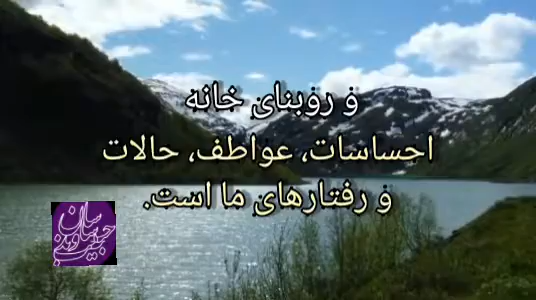 و روبنای خانه
احساسات، عواطف، حالات
و رفتارهای ما است.